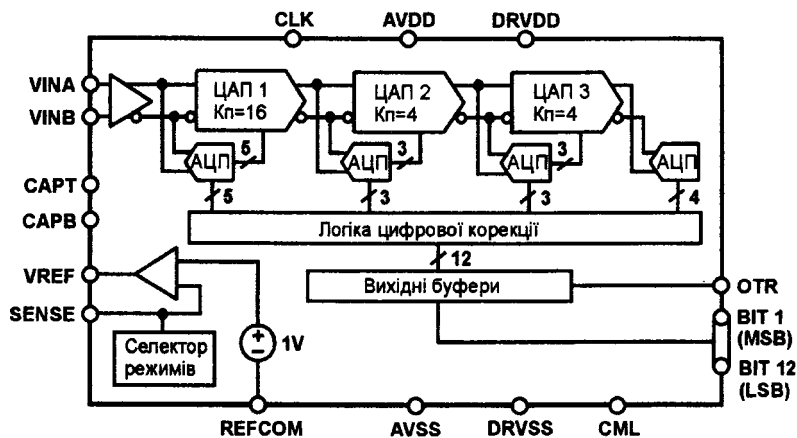 CLK AVDD DRVDD
VINA
VINB
ЦАП 1
Кп=16
ЦАП 2
Кп=4
ЦАП 3
Кп=4
АЦП 5
АЦП 3
АЦП 3
АЦП
5 3 3 4
CAPT
CAPB
Логіка цифрової корекції
12
VREF
Вихідні буфери
OTR
SENSE
BIT 1
(MSB)
Селектор
режимів
+
−
1V
BIT 12
(LSB)
REFCOM AVSS DRVSS CML